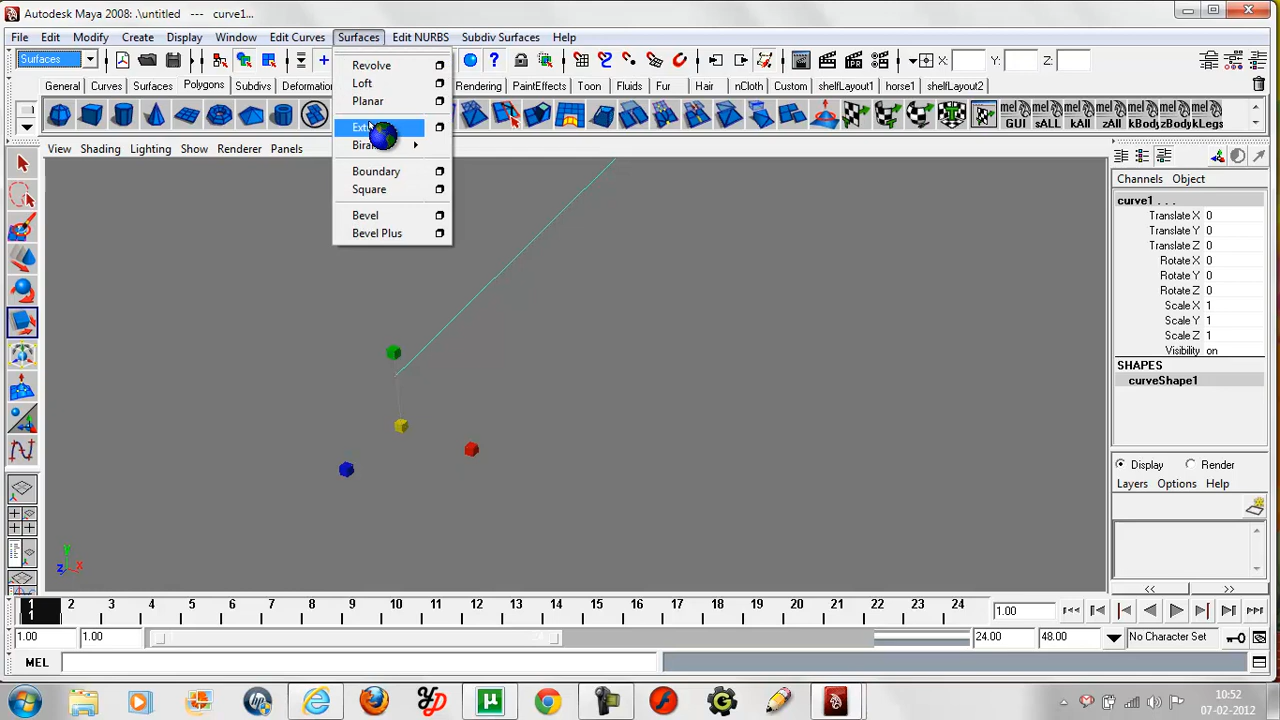 Autodesk Maya 2008: .\untitled --- curve1...
File Edit Modify Create Display Window Edit Curves Surfaces Edit NURBS Subdiv Surfaces Help
Surfaces
X: Y: Z:
General Curves Surfaces Polygons Subdivs Deformation Rendering PaintEffects Toon Fluids Fur Hair nCloth Custom shelfLayout1 horse1 shelfLayout2
mel mel mel mel mel
GUI sALL kAll zAll zBody kLegs
View Shading Lighting Show Renderer Panels
Revolve
Loft
Planar
Boundary
Square
Bevel
Bevel Plus
Channels Object
curve1 . . .
Translate X 0
Translate Y 0
Translate Z 0
Rotate X 0
Rotate Y 0
Rotate Z 0
Scale X 1
Scale Y 1
Scale Z 1
Visibility on
SHAPES
curveShape1
Display Render
Layers Options Help
<< >>
y
z x
1 2 3 4 5 6 7 8 9 10 11 12 13 14 15 16 17 18 19 20 21 22 23 24
1
1.00
1.00 1.00 24.00 48.00 No Character Set
MEL
10:52
07-02-2012